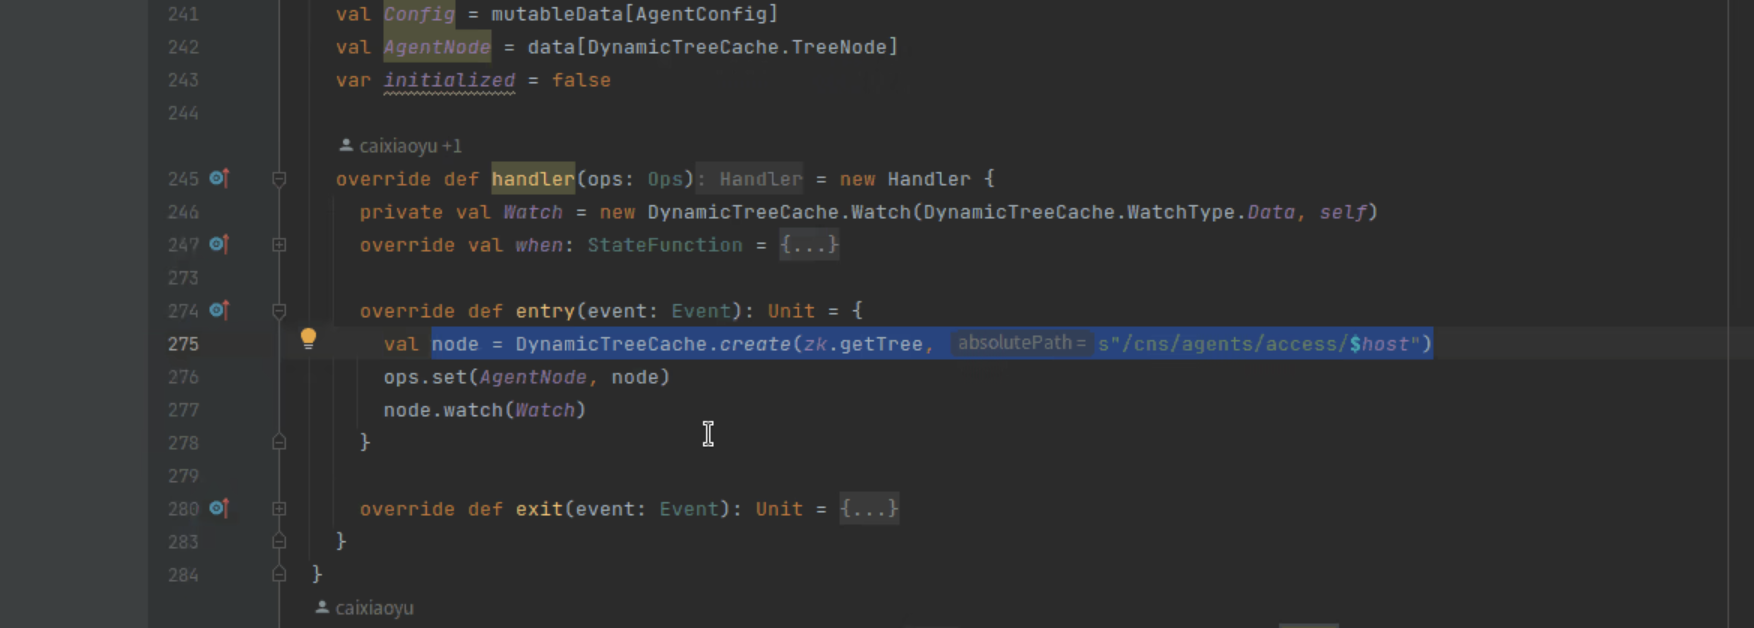 241 val Config = mutableData[AgentConfig]
242 val AgentNode = data[DynamicTreeCache.TreeNode]
243 var initialized = false
244
caixiaoyu +1
245 override def handler(ops: Ops): Handler = new Handler {
246 private val Watch = new DynamicTreeCache.Watch(DynamicTreeCache.WatchType.Data, self)
247 override val when: StateFunction = {...}
273
274 override def entry(event: Event): Unit = {
275 val node = DynamicTreeCache.create(zk.getTree, absolutePath = s"/cns/agents/access/$host")
276 ops.set(AgentNode, node)
277 node.watch(Watch)
278 }
279
280 override def exit(event: Event): Unit = {...}
283 }
284 }
caixiaoyu